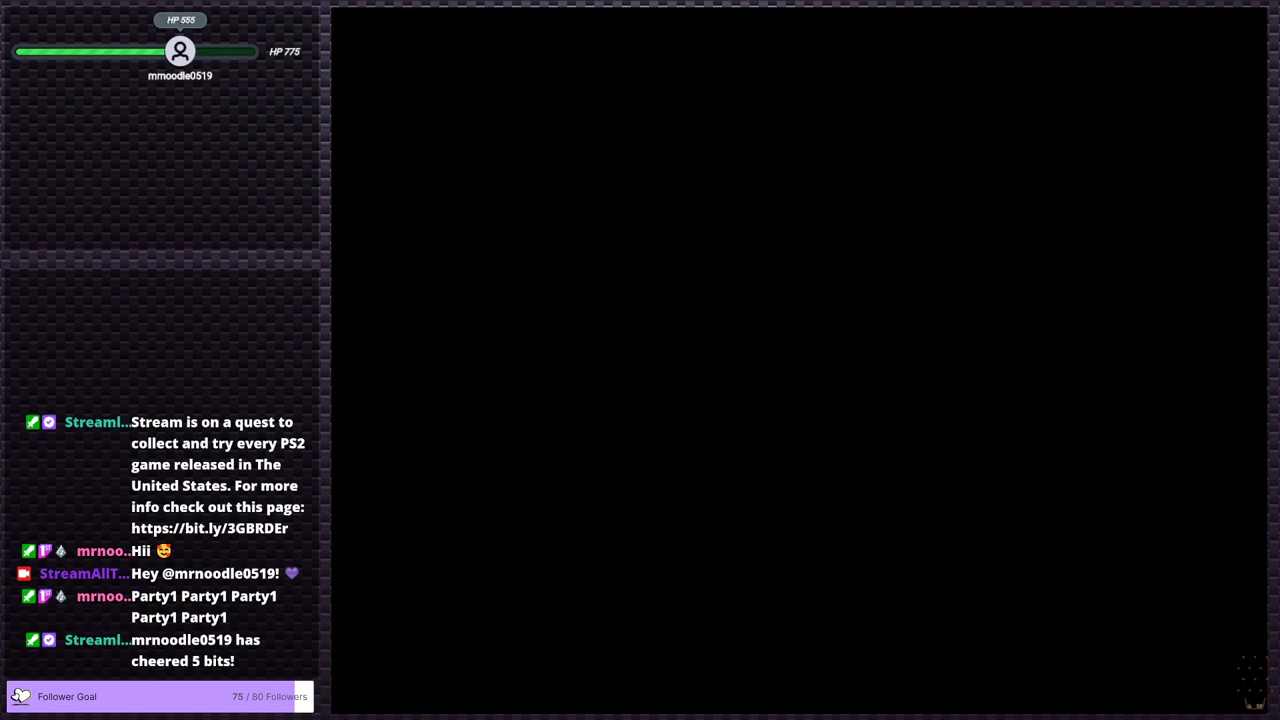 HP 555
HP 775
mrnoodle0519
Streaml... Stream is on a quest to
collect and try every PS2
game released in The
United States. For more
info check out this page:
https://bit.ly/3GBRDEr
mrnoo... Hii 🥰
StreamAllT... Hey @mrnoodle0519! 💜
mrnoo... Party1 Party1 Party1
Party1 Party1
Streaml... mrnoodle0519 has
cheered 5 bits!
Follower Goal 75 / 80 Followers